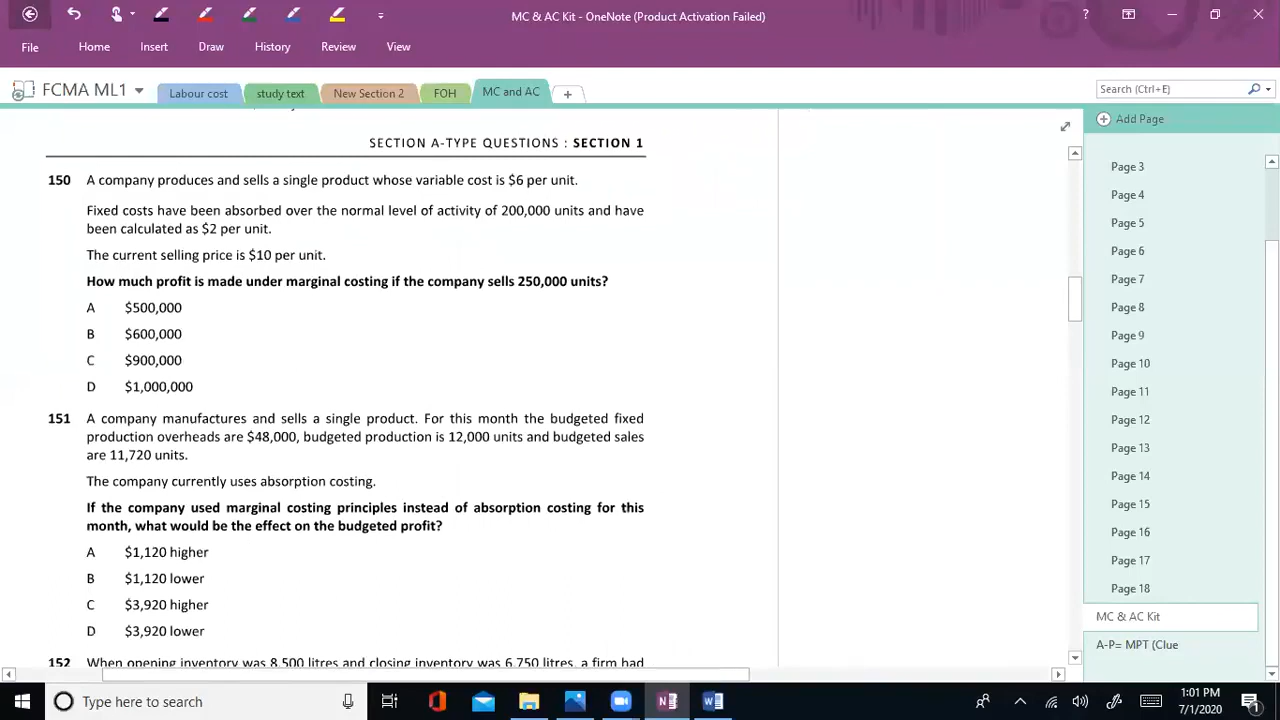 MC & AC Kit - OneNote (Product Activation Failed)
?
File Home Insert Draw History Review View
FCMA ML1 Labour cost study text New Section 2 FOH MC and AC +
Search (Ctrl+E)
Add Page
SECTION A-TYPE QUESTIONS : SECTION 1
150 A company produces and sells a single product whose variable cost is $6 per unit.
Fixed costs have been absorbed over the normal level of activity of 200,000 units and have
been calculated as $2 per unit.
The current selling price is $10 per unit.
How much profit is made under marginal costing if the company sells 250,000 units?
A $500,000
B $600,000
C $900,000
D $1,000,000
151 A company manufactures and sells a single product. For this month the budgeted fixed
production overheads are $48,000, budgeted production is 12,000 units and budgeted sales
are 11,720 units.
The company currently uses absorption costing.
If the company used marginal costing principles instead of absorption costing for this
month, what would be the effect on the budgeted profit?
A $1,120 higher
B $1,120 lower
C $3,920 higher
D $3,920 lower
152 When opening inventory was 8,500 litres and closing inventory was 6,750 litres, a firm had
Page 3
Page 4
Page 5
Page 6
Page 7
Page 8
Page 9
Page 10
Page 11
Page 12
Page 13
Page 14
Page 15
Page 16
Page 17
Page 18
MC & AC Kit
A-P= MPT (Clue
Type here to search
1:01 PM
7/1/2020
1